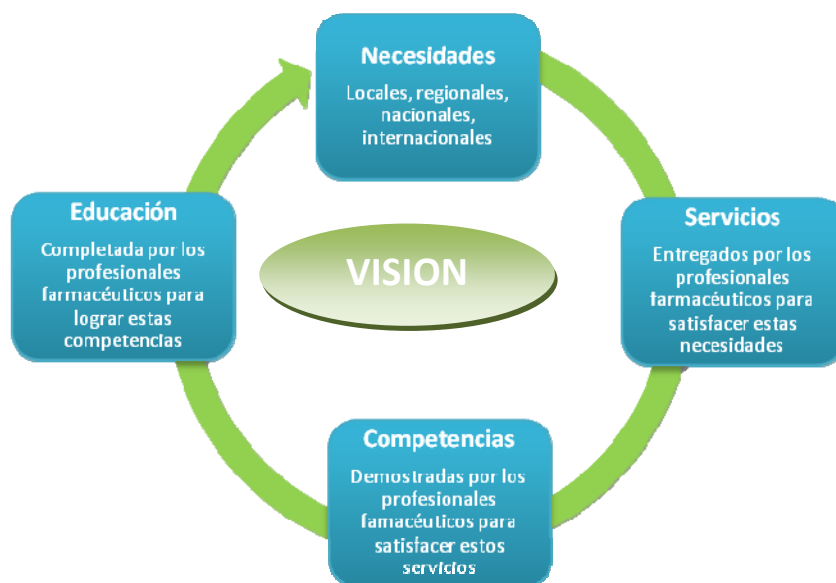 Necesidades
Locales, regionales,
nacionales,
internacionales
Servicios
Entregados por los
profesionales
farmacéuticos para
satisfacer estas
necesidades
Competencias
Demostradas por los
profesionales
famacéuticos para
satisfacer estos
servicios
Educación
Completada por los
profesionales
farmacéuticos para
lograr estas
competencias
VISION